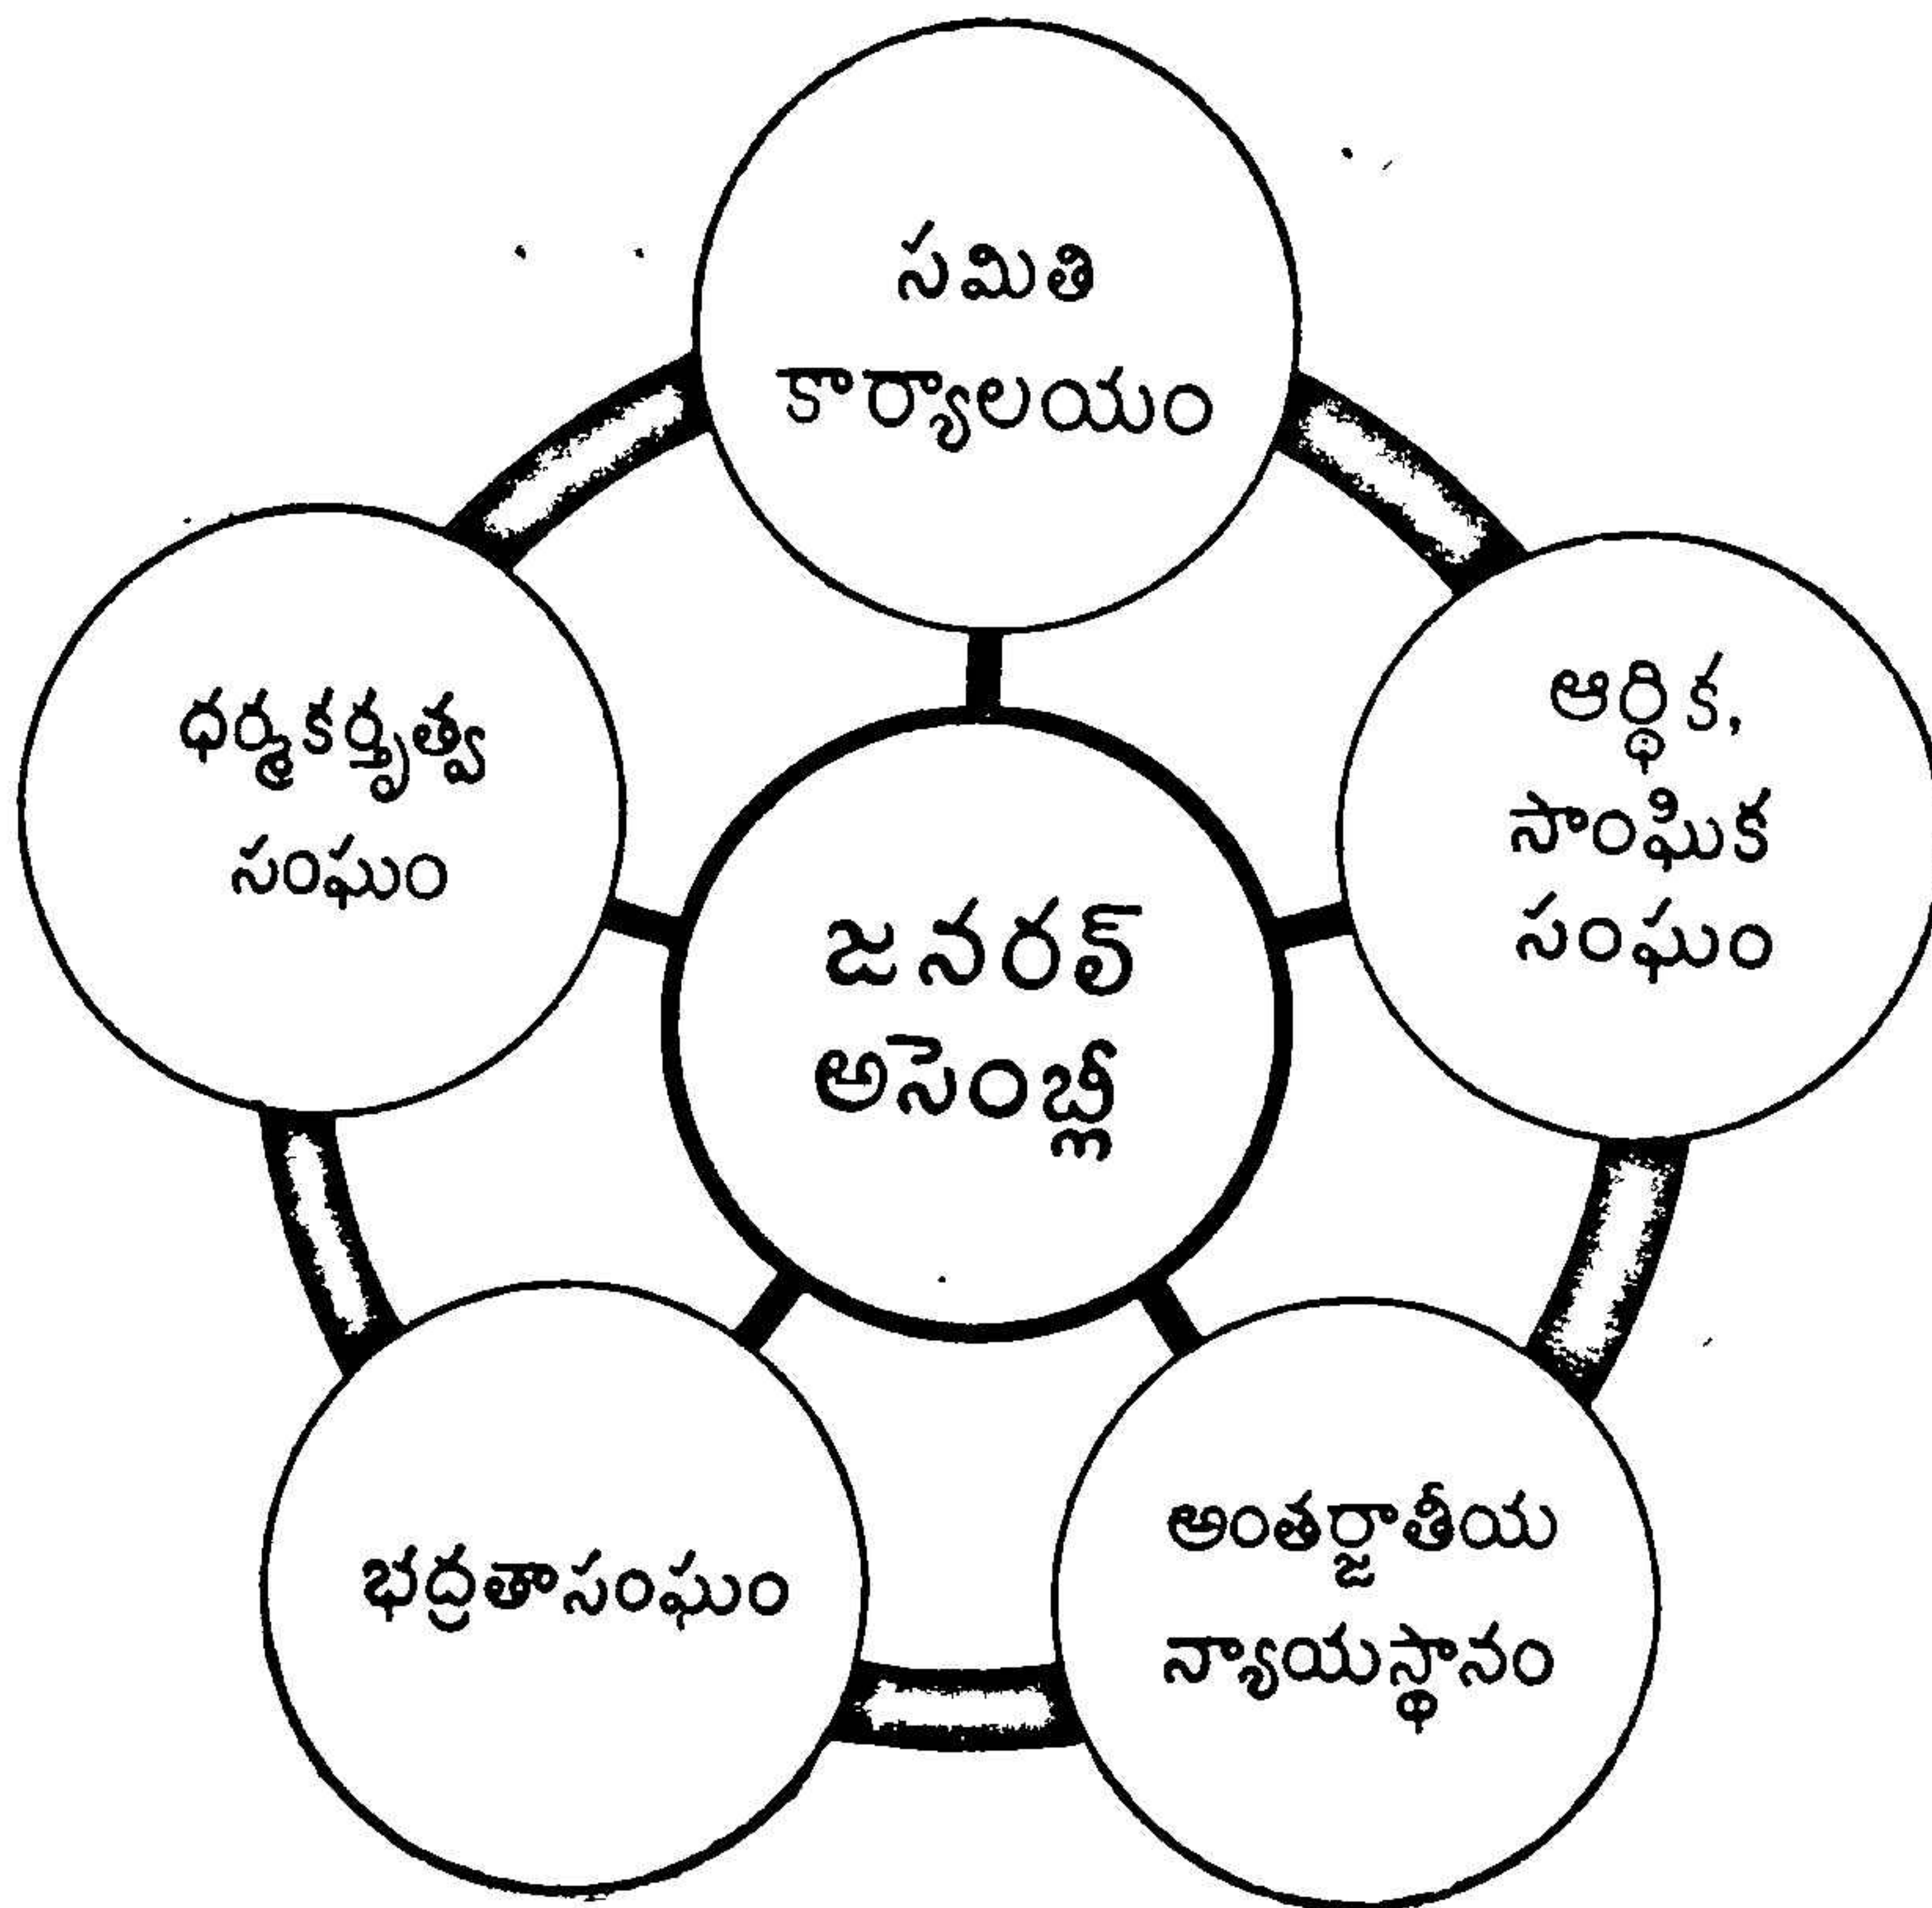 సమితి
కార్యాలయం
ధర్మకర్తృత్వ
సంఘం
ఆర్థిక,
సాంఘిక
సంఘం
జనరల్
అసెంబ్లీ
భద్రతాసంఘం
అంతర్జాతీయ
న్యాయస్థానం